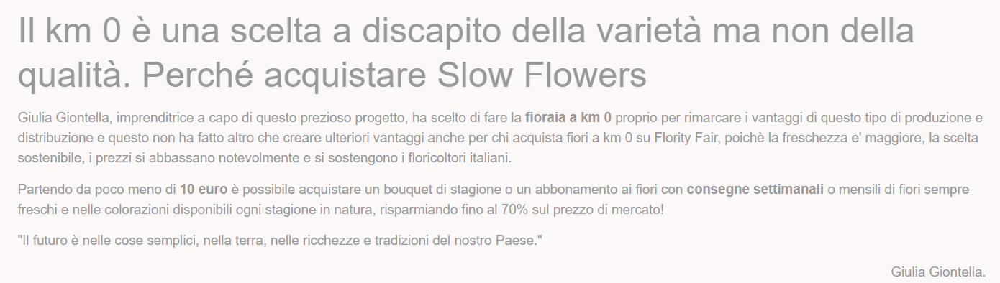 Il km 0 è una scelta a discapito della varietà ma non della
qualità. Perché acquistare Slow Flowers
Giulia Giontella, imprenditrice a capo di questo prezioso progetto, ha scelto di fare la fioraia a km 0 proprio per rimarcare i vantaggi di questo tipo di produzione e
distribuzione e questo non ha fatto altro che creare ulteriori vantaggi anche per chi acquista fiori a km 0 su Flority Fair, poichè la freschezza e' maggiore, la scelta
sostenibile, i prezzi si abbassano notevolmente e si sostengono i floricoltori italiani.
Partendo da poco meno di 10 euro è possibile acquistare un bouquet di stagione o un abbonamento ai fiori con consegne settimanali o mensili di fiori sempre
freschi e nelle colorazioni disponibili ogni stagione in natura, risparmiando fino al 70% sul prezzo di mercato!
"Il futuro è nelle cose semplici, nella terra, nelle ricchezze e tradizioni del nostro Paese."
Giulia Giontella.